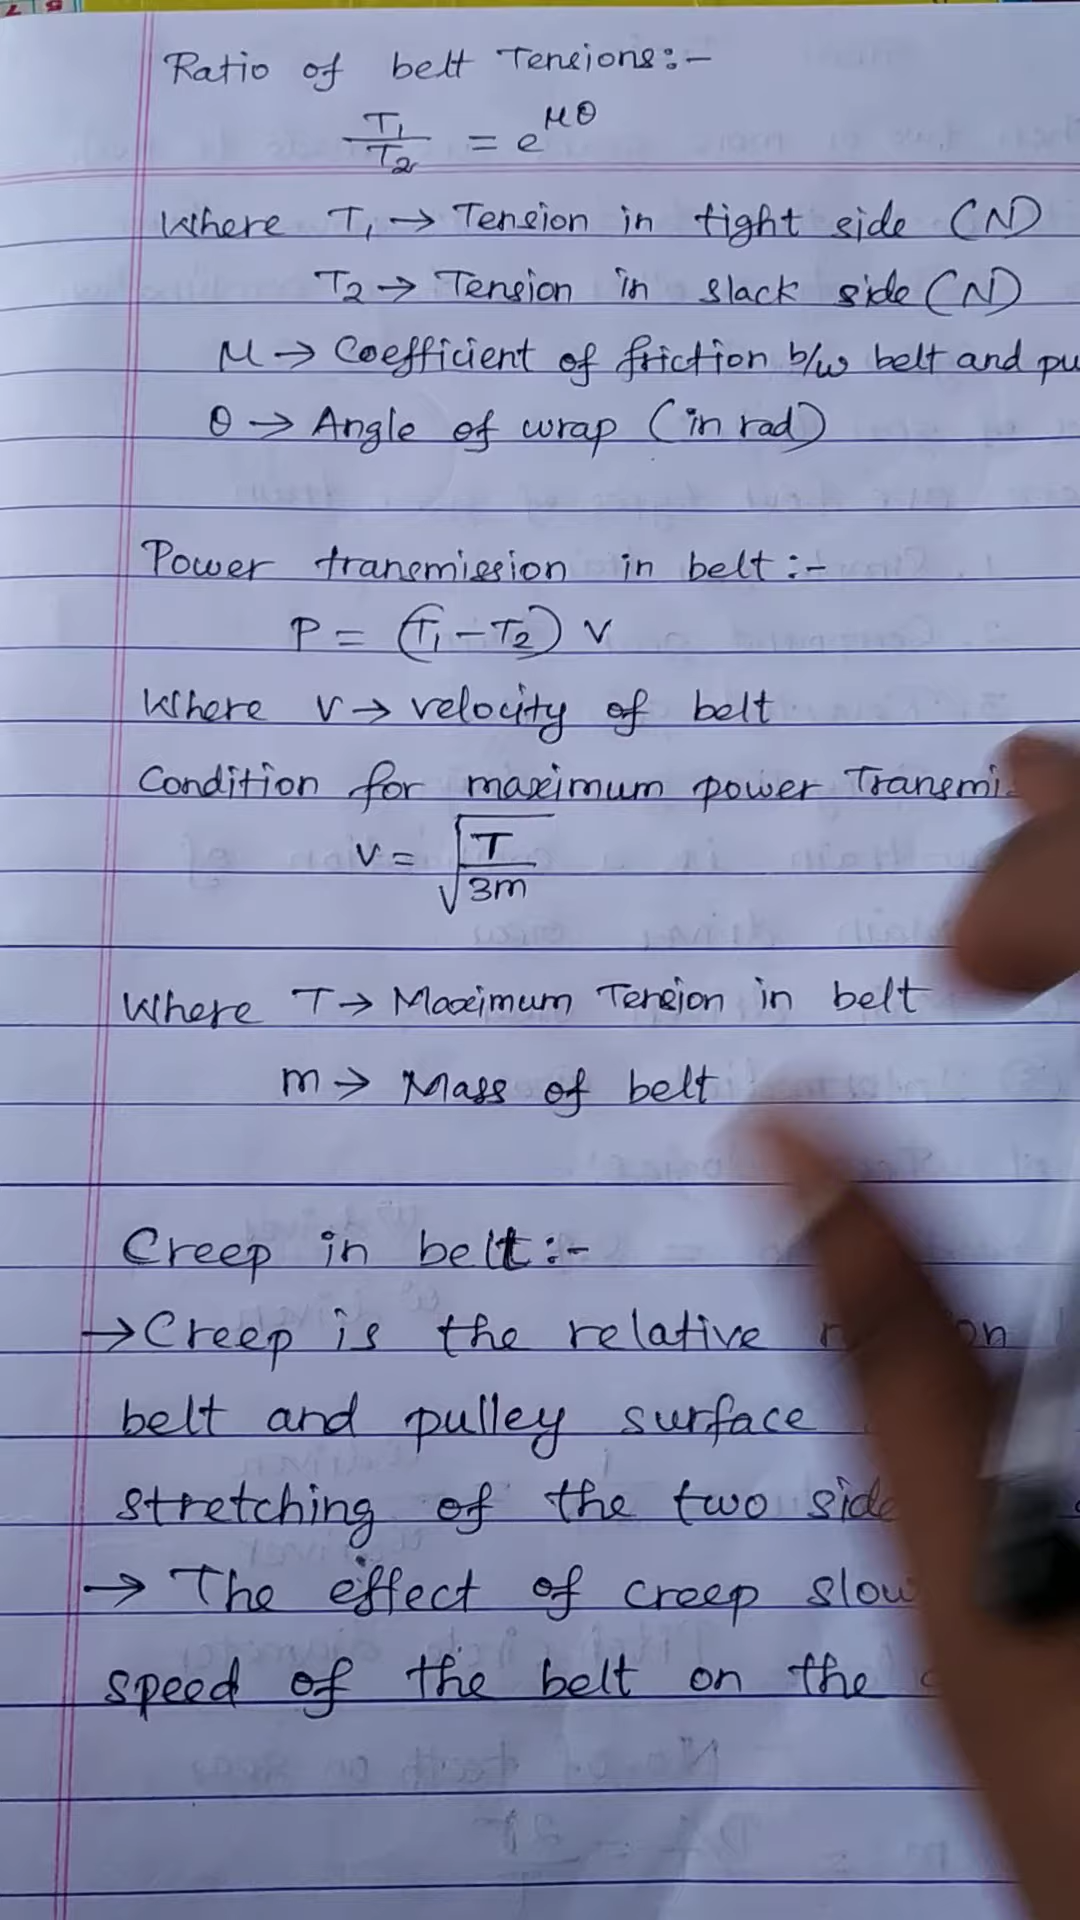 Ratio of belt Tensions:-
T1/T2 = e^μθ
Where T1 → Tension in tight side (N)
T2 → Tension in slack side (N)
μ → Coefficient of friction b/w belt and pu
θ → Angle of wrap (in rad)
Power transmission in belt :-
P = (T1 - T2) v
Where v → velocity of belt
Condition for maximum power Transmi
v = √T/3m
Where T → Maximum Tension in belt
m → Mass of belt
Creep in belt :-
→ Creep is the relative
belt and pulley surface
stretching of the two side
→ The effect of creep slow
speed of the belt on the